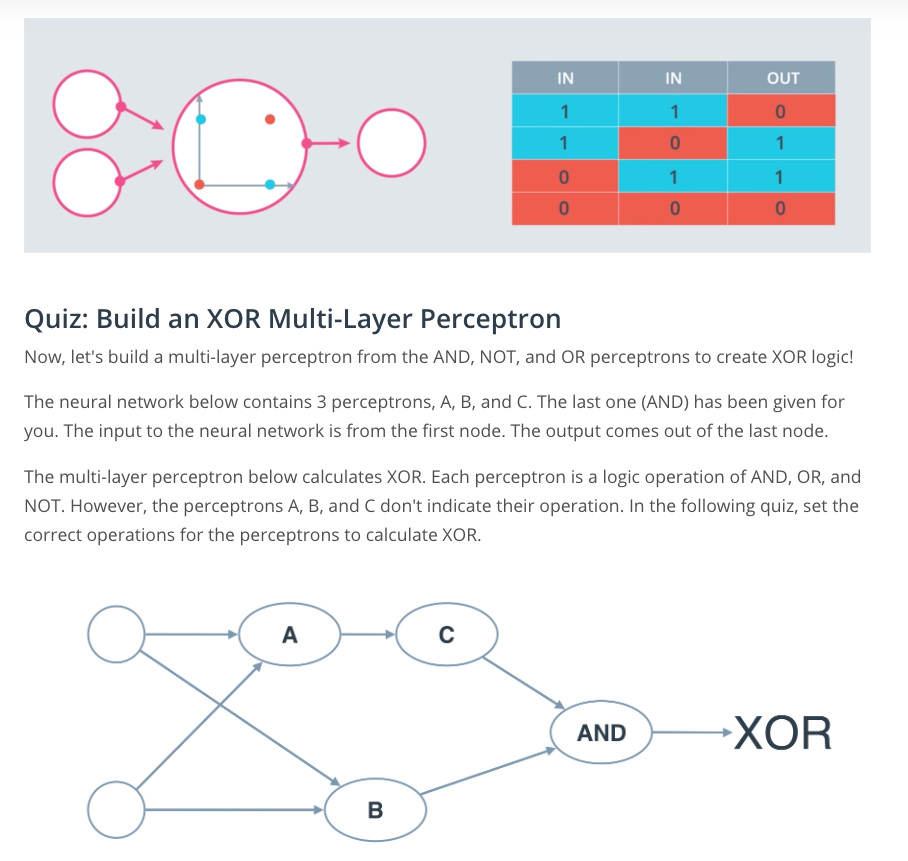 IN IN OUT
1 1 0
1 0 1
0 1 1
0 0 0
Quiz: Build an XOR Multi-Layer Perceptron
Now, let's build a multi-layer perceptron from the AND, NOT, and OR perceptrons to create XOR logic!
The neural network below contains 3 perceptrons, A, B, and C. The last one (AND) has been given for
you. The input to the neural network is from the first node. The output comes out of the last node.
The multi-layer perceptron below calculates XOR. Each perceptron is a logic operation of AND, OR, and
NOT. However, the perceptrons A, B, and C don't indicate their operation. In the following quiz, set the
correct operations for the perceptrons to calculate XOR.
A C
AND XOR
B